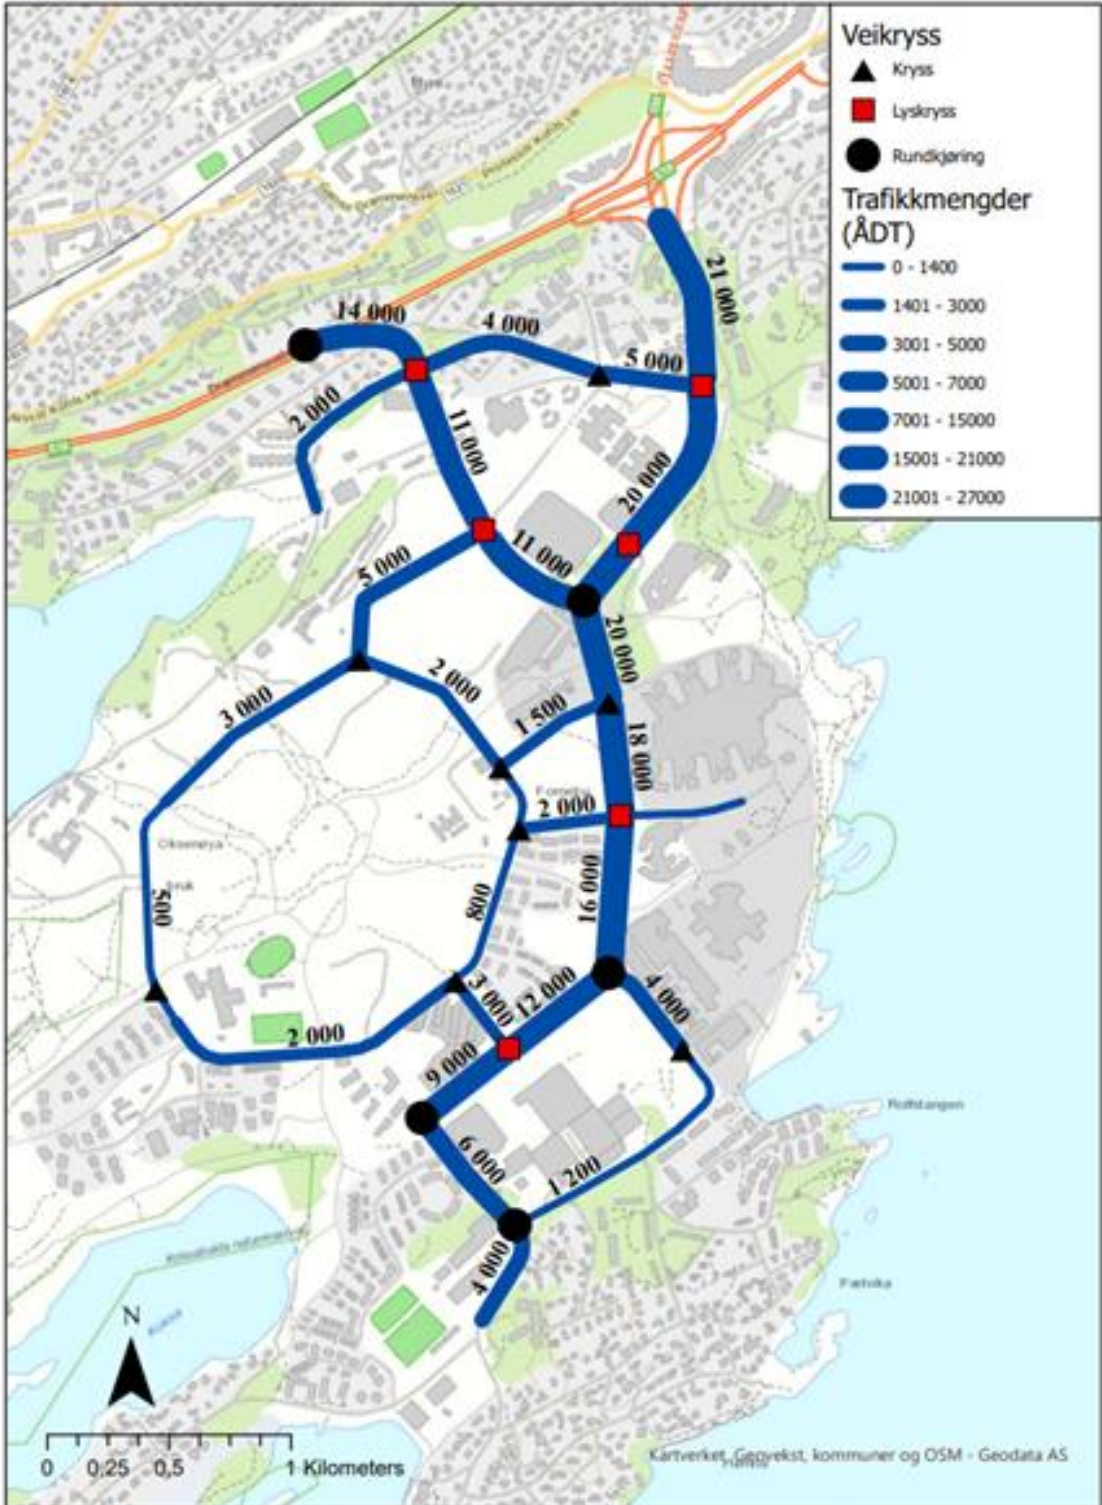 Veikryss
Kryss
Lyskryss
Rundkjøring
Trafikkmengder
(ÅDT)
0 - 1400
1401 - 3000
3001 - 5000
5001 - 7000
7001 - 15000
15001 - 21000
21001 - 27000
21 000
14 000
4 000
5 000
2 000
11 000
20 000
11 000
5 000
20 000
2 000
3 000
1 500
18 000
2 000
Oksenøya
bruk
500
800
16 000
3 000
12 000
4 000
2 000
9 000
Rolfstangen
6 000
1 200
4 000
N
0 0,25 0,5 1 Kilometers
Kartverket, Geovekst, kommuner og OSM - Geodata AS